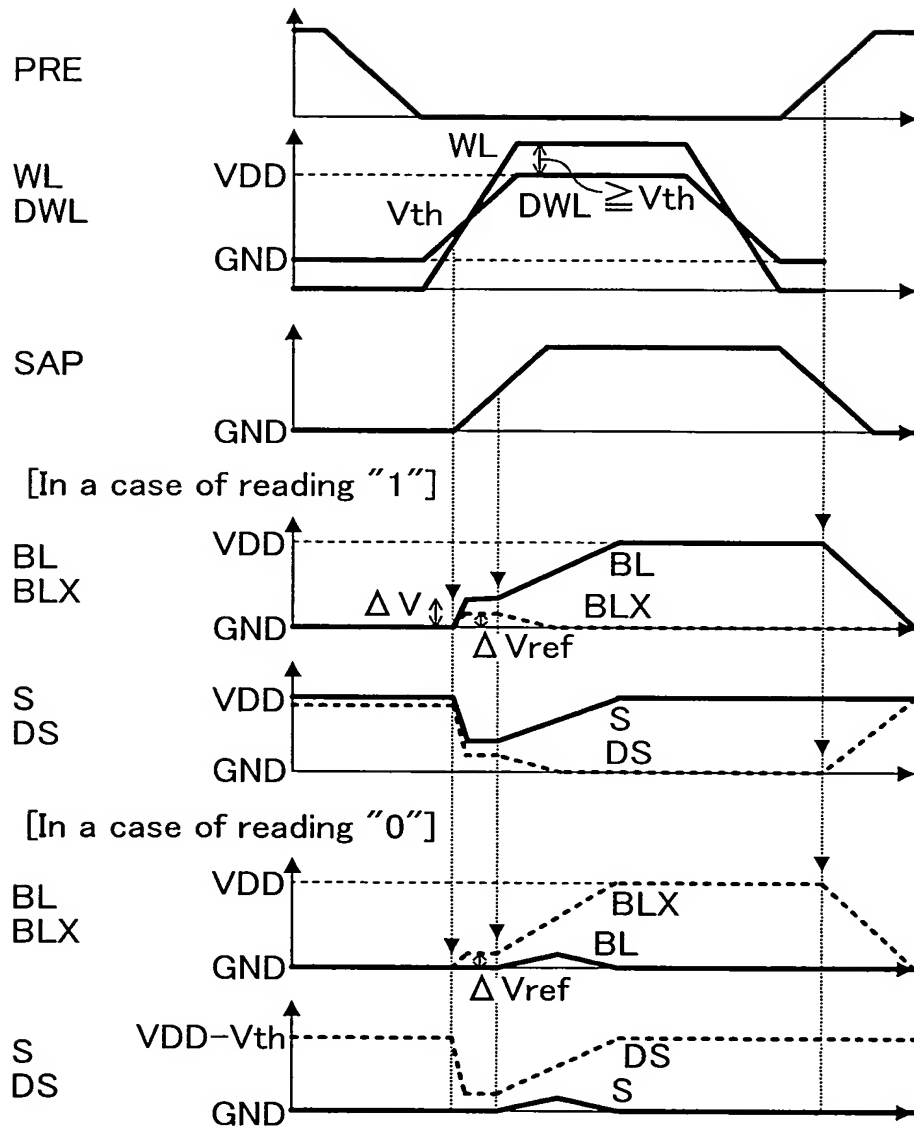 PRE
WL
WL
DWL
VDD
Vth
DWL ≧ Vth
GND
SAP
GND
[In a case of reading "1"]
BL
BLX
VDD
BL
ΔV
BLX
GND
ΔVref
S
DS
VDD
S
DS
GND
[In a case of reading "0"]
BL
BLX
VDD
BLX
BL
GND
ΔVref
S
DS
VDD-Vth
DS
S
GND